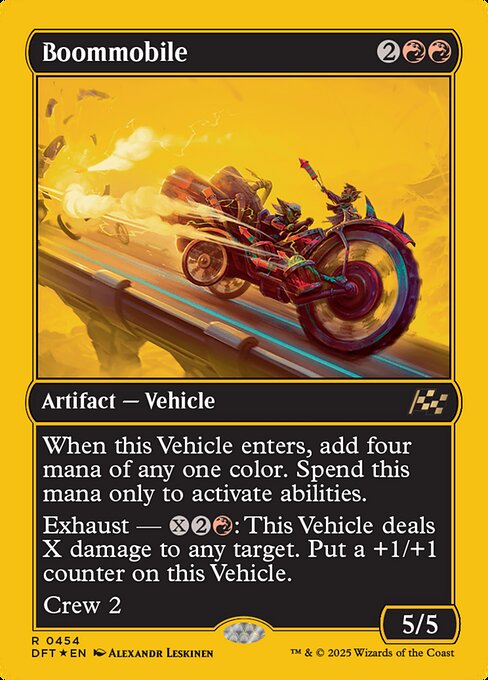 Boommobile 2
Artifact — Vehicle
When this Vehicle enters, add four
mana of any one color. Spend this
mana only to activate abilities.
Exhaust — X2: This Vehicle deals
X damage to any target. Put a +1/+1
counter on this Vehicle.
Crew 2
5/5
R 0454
DFT★EN ALEXANDR LESKINEN
™ & © 2025 Wizards of the Coast